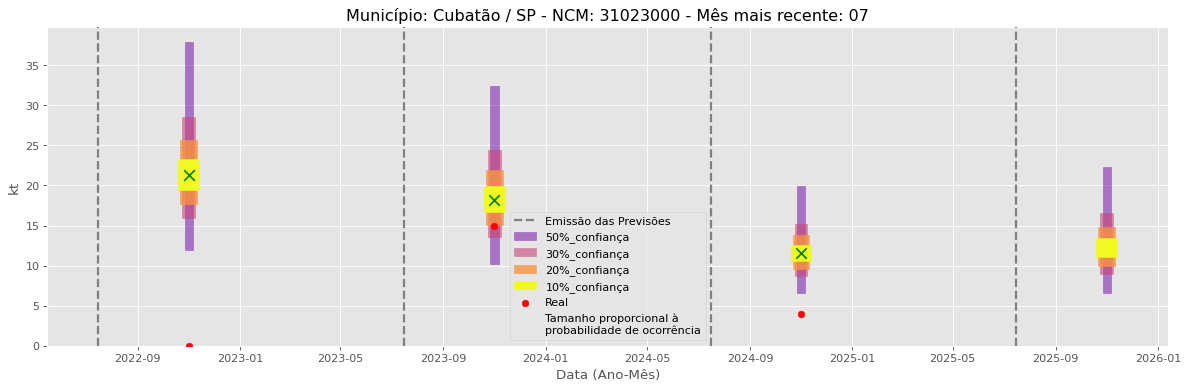 Município: Cubatão / SP - NCM: 31023000 - Mês mais recente: 07
kt
35
30
25
20
15
10
5
0
Emissão das Previsões
50%_confiança
30%_confiança
20%_confiança
10%_confiança
Real
Tamanho proporcional à
probabilidade de ocorrência
2022-09
2023-01
2023-05
2023-09
2024-01
2024-05
2024-09
2025-01
2025-05
2025-09
2026-01
Data (Ano-Mês)